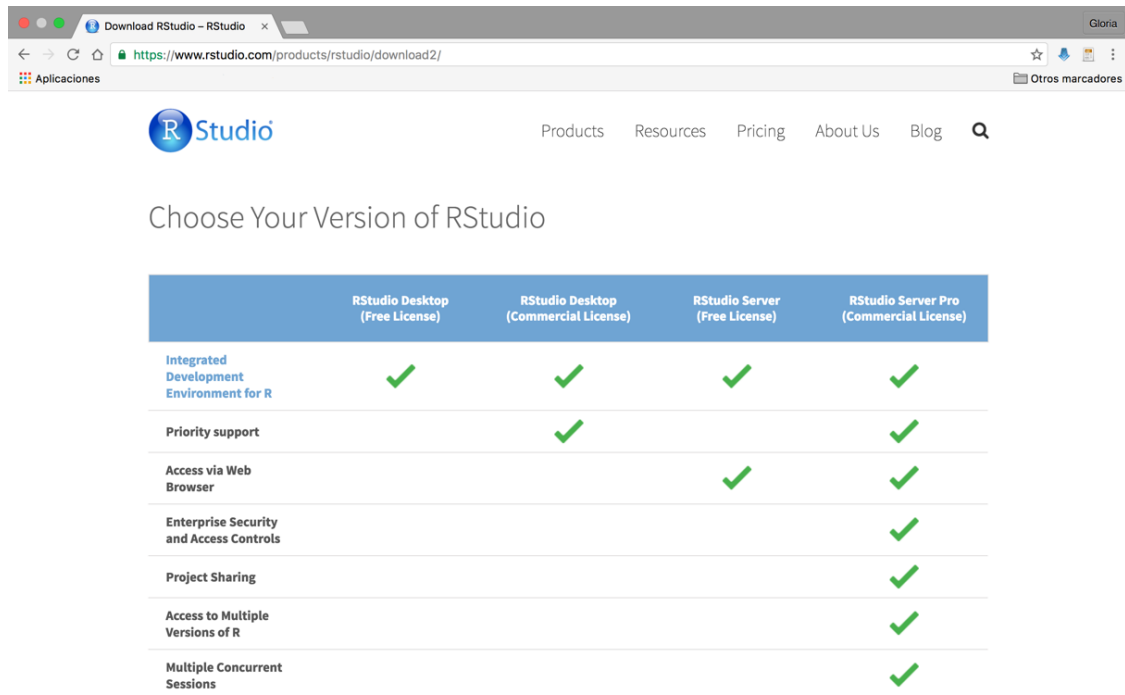 Download RStudio – RStudio ×
Gloria
https://www.rstudio.com/products/rstudio/download2/
Aplicaciones
Otros marcadores
R Studio
Products Resources Pricing About Us Blog
Choose Your Version of RStudio
RStudio Desktop RStudio Desktop RStudio Server RStudio Server Pro
(Free License) (Commercial License) (Free License) (Commercial License)
Integrated
Development
Environment for R
Priority support
Access via Web
Browser
Enterprise Security
and Access Controls
Project Sharing
Access to Multiple
Versions of R
Multiple Concurrent
Sessions